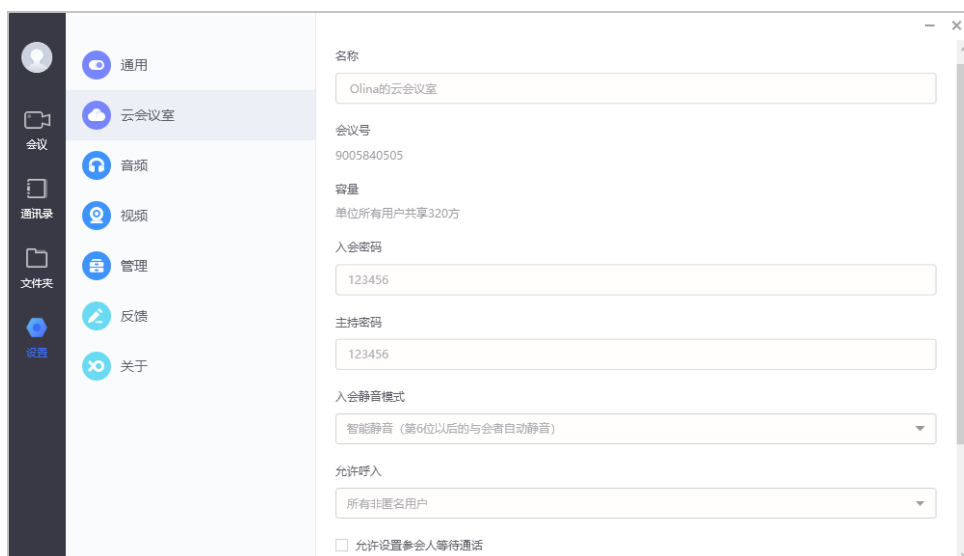 会议
通讯录
文件夹
设置
通用
云会议室
音频
视频
管理
反馈
关于
名称
Olina的云会议室
会议号
9005840505
容量
单位所有用户共享320方
入会密码
123456
主持密码
123456
入会静音模式
智能静音（第6位以后的与会者自动静音）
允许呼入
所有非匿名用户
允许设置参会人等待通话